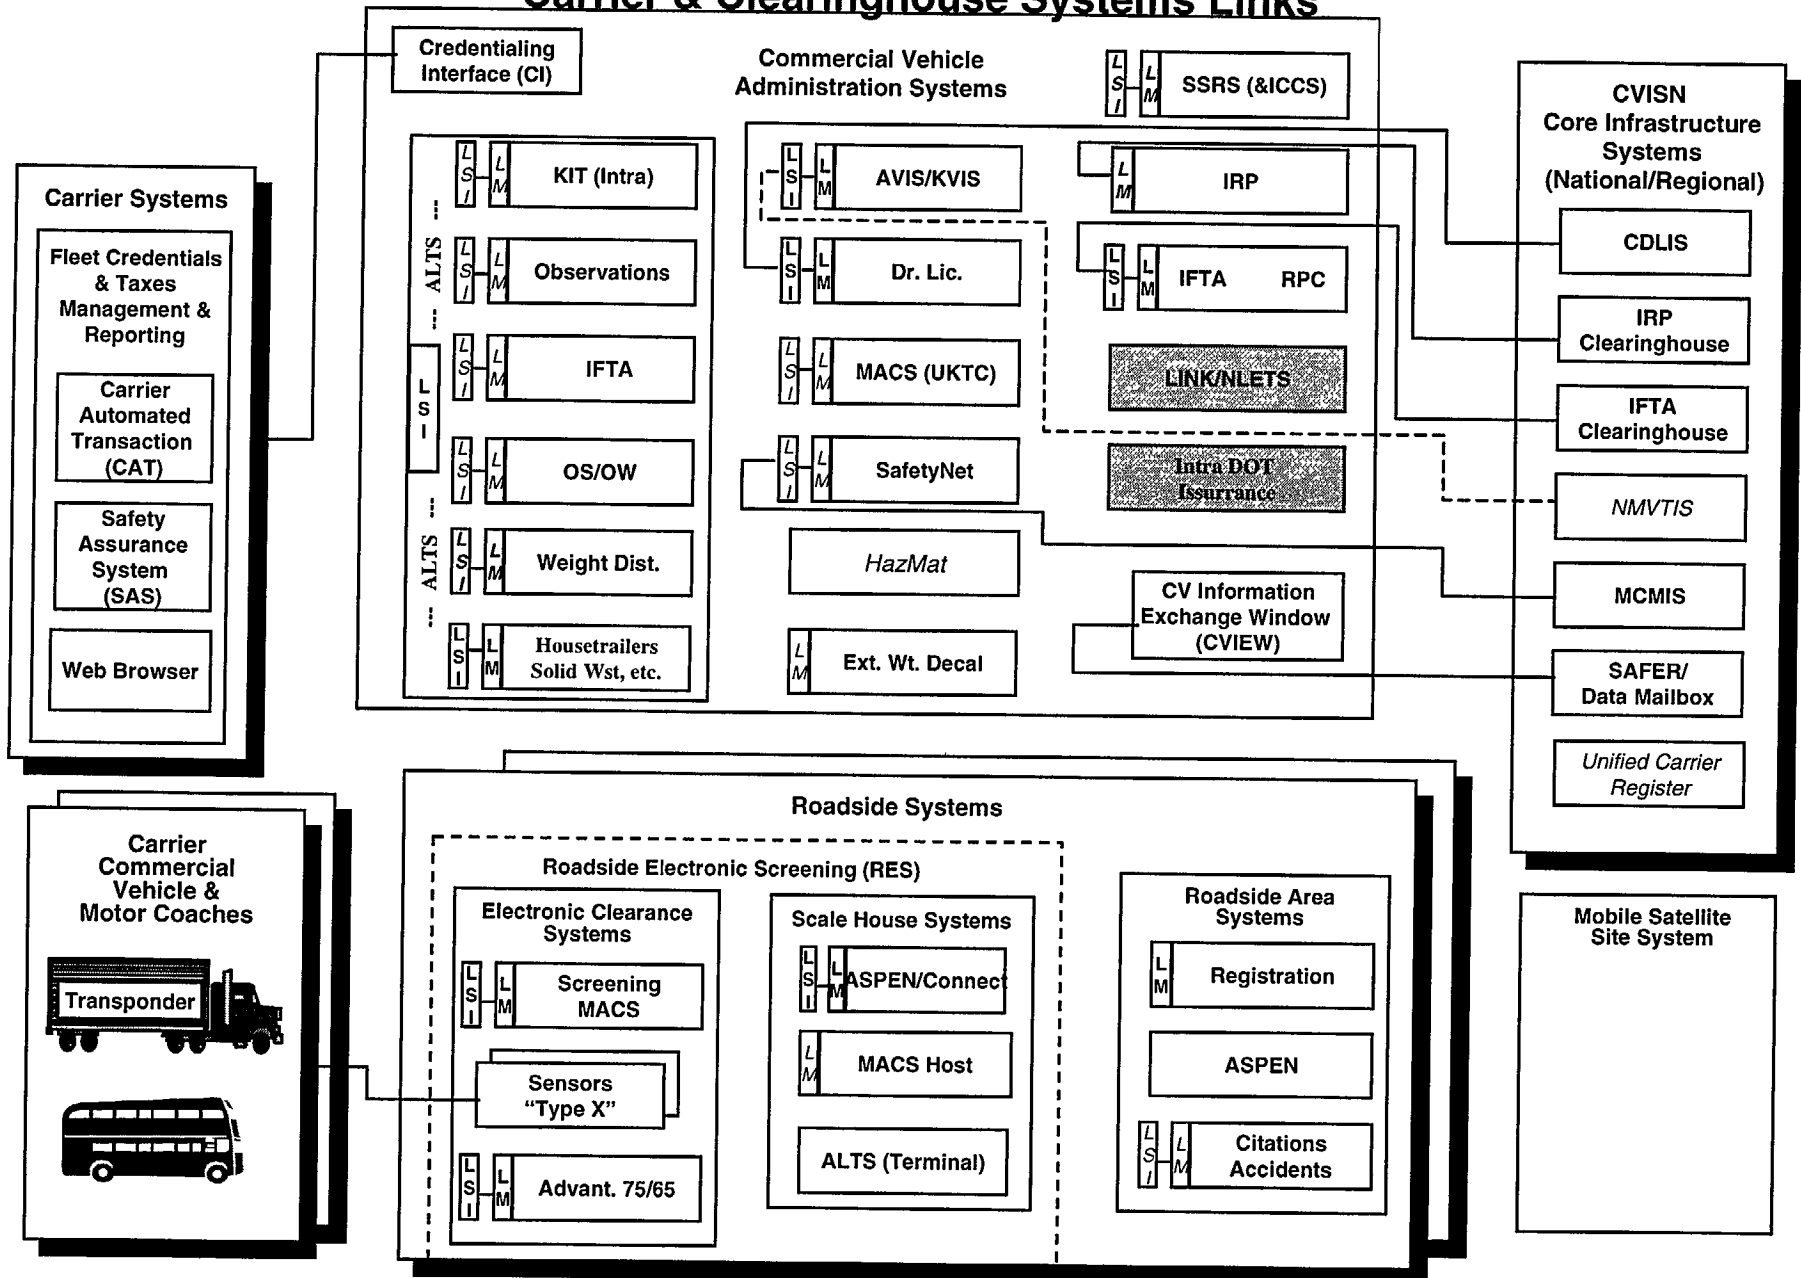 Carrier & Clearinghouse Systems Links
Credentialing
Interface (CI)
Commercial Vehicle
Administration Systems
L
S
I
L
M
SSRS (&ICCS)
Carrier Systems
Fleet Credentials
& Taxes
Management &
Reporting
Carrier
Automated
Transaction
(CAT)
Safety
Assurance
System
(SAS)
Web Browser
ALTS
ALTS
L
S
I
L
S
I
L
M
KIT (Intra)
L
S
I
L
M
Observations
L
S
I
L
M
IFTA
L
S
I
L
M
OS/OW
L
S
I
L
M
Weight Dist.
L
S
I
L
M
Housetrailers
Solid Wst, etc.
L
S
I
L
M
AVIS/KVIS
L
S
I
L
M
Dr. Lic.
L
S
I
L
M
MACS (UKTC)
L
S
I
L
M
SafetyNet
HazMat
L
M
Ext. Wt. Decal
L
M
IRP
L
S
I
L
M
IFTA RPC
LINK/NLETS
Intra DOT
Issurrance
CV Information
Exchange Window
(CVIEW)
CVISN
Core Infrastructure
Systems
(National/Regional)
CDLIS
IRP
Clearinghouse
IFTA
Clearinghouse
NMVTIS
MCMIS
SAFER/
Data Mailbox
Unified Carrier
Register
Carrier
Commercial
Vehicle &
Motor Coaches
Transponder
Roadside Systems
Roadside Electronic Screening (RES)
Electronic Clearance
Systems
L
S
I
L
M
Screening
MACS
Sensors
“Type X”
L
S
I
L
M
Advant. 75/65
Scale House Systems
L
S
I
L
M
ASPEN/Connect
L
M
MACS Host
ALTS (Terminal)
Roadside Area
Systems
L
M
Registration
ASPEN
L
S
I
L
M
Citations
Accidents
Mobile Satellite
Site System